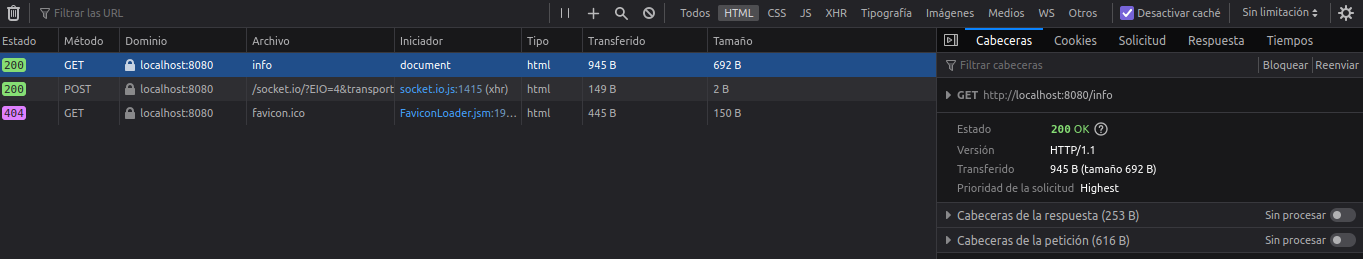 Filtrar las URL Todos HTML CSS JS XHR Tipografía Imágenes Medios WS Otros Desactivar caché Sin limitación
Estado Método Dominio Archivo Iniciador Tipo Transferido Tamaño
200 GET localhost:8080 info document html 945 B 692 B
200 POST localhost:8080 /socket.io/?EIO=4&transport socket.io.js:1415 (xhr) html 149 B 2 B
404 GET localhost:8080 favicon.ico FaviconLoader.jsm:19... html 445 B 150 B
Cabeceras Cookies Solicitud Respuesta Tiempos
Filtrar cabeceras Bloquear Reenviar
GET http://localhost:8080/info
Estado 200 OK ?
Versión HTTP/1.1
Transferido 945 B (tamaño 692 B)
Prioridad de la solicitud Highest
Cabeceras de la respuesta (253 B) Sin procesar
Cabeceras de la petición (616 B) Sin procesar